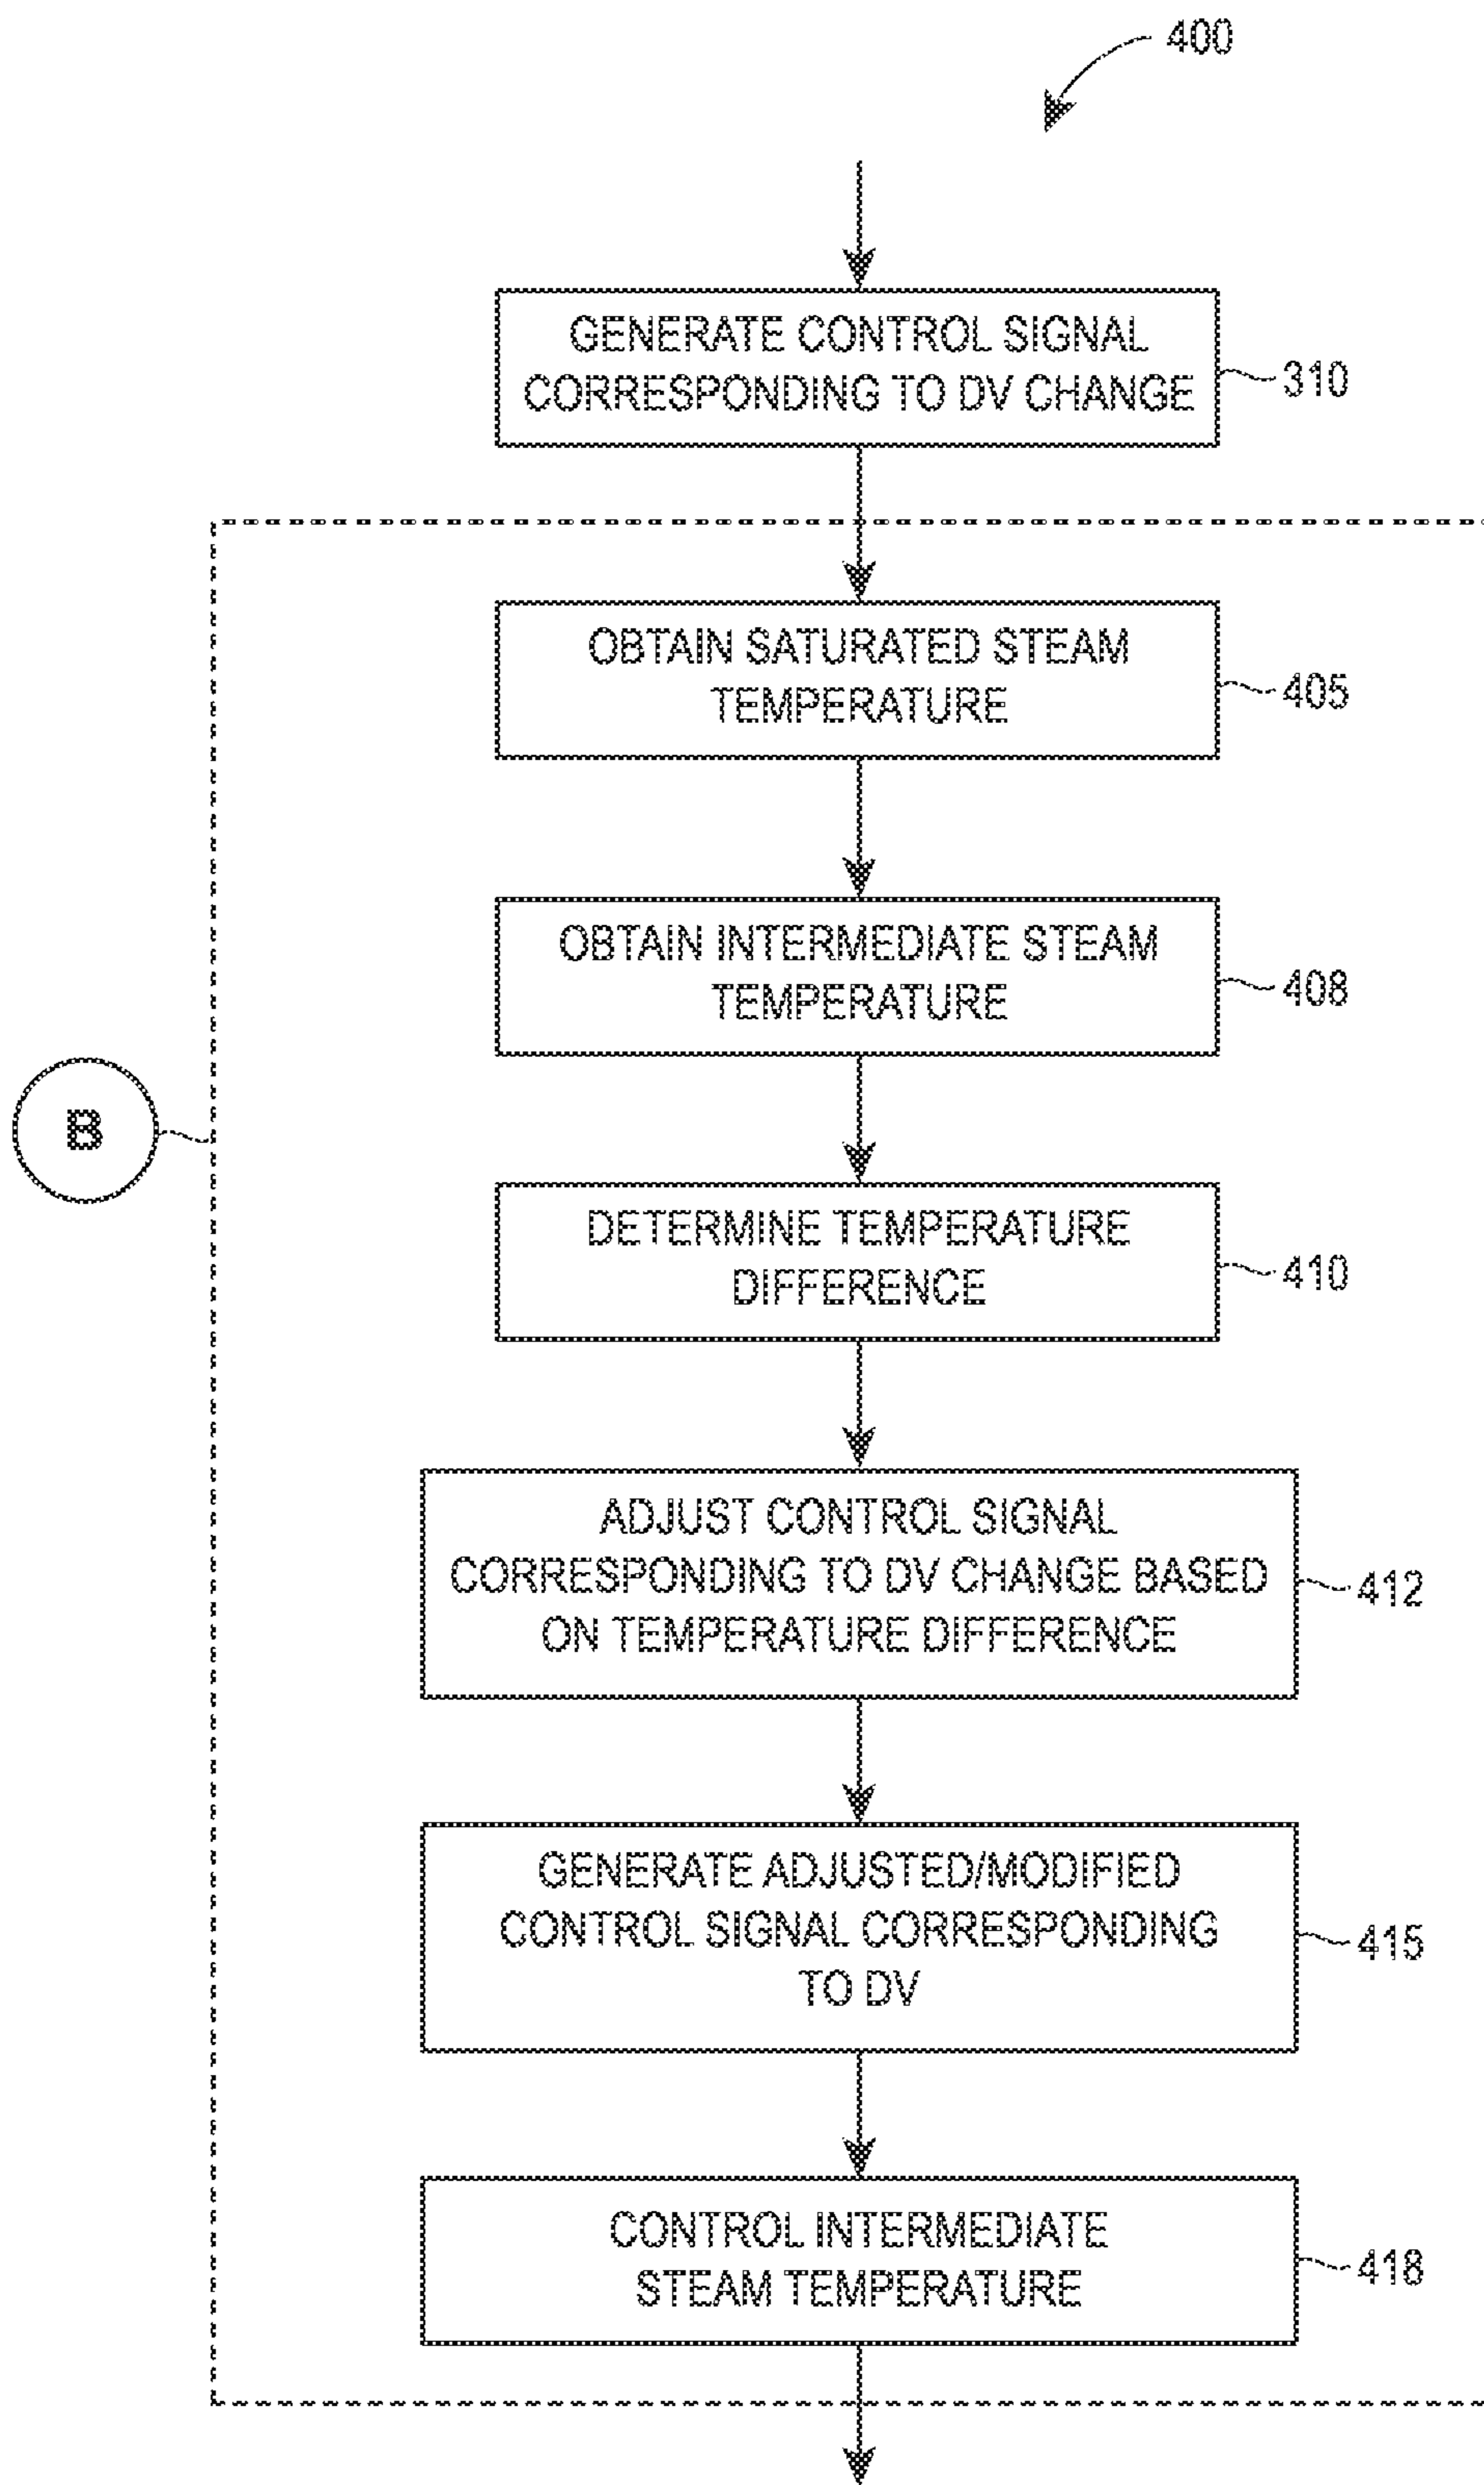 400
GENERATE CONTROL SIGNAL
CORRESPONDING TO DV CHANGE
310
OBTAIN SATURATED STEAM
TEMPERATURE
405
OBTAIN INTERMEDIATE STEAM
TEMPERATURE
408
B
DETERMINE TEMPERATURE
DIFFERENCE
410
ADJUST CONTROL SIGNAL
CORRESPONDING TO DV CHANGE BASED
ON TEMPERATURE DIFFERENCE
412
GENERATE ADJUSTED/MODIFIED
CONTROL SIGNAL CORRESPONDING
TO DV
415
CONTROL INTERMEDIATE
STEAM TEMPERATURE
418